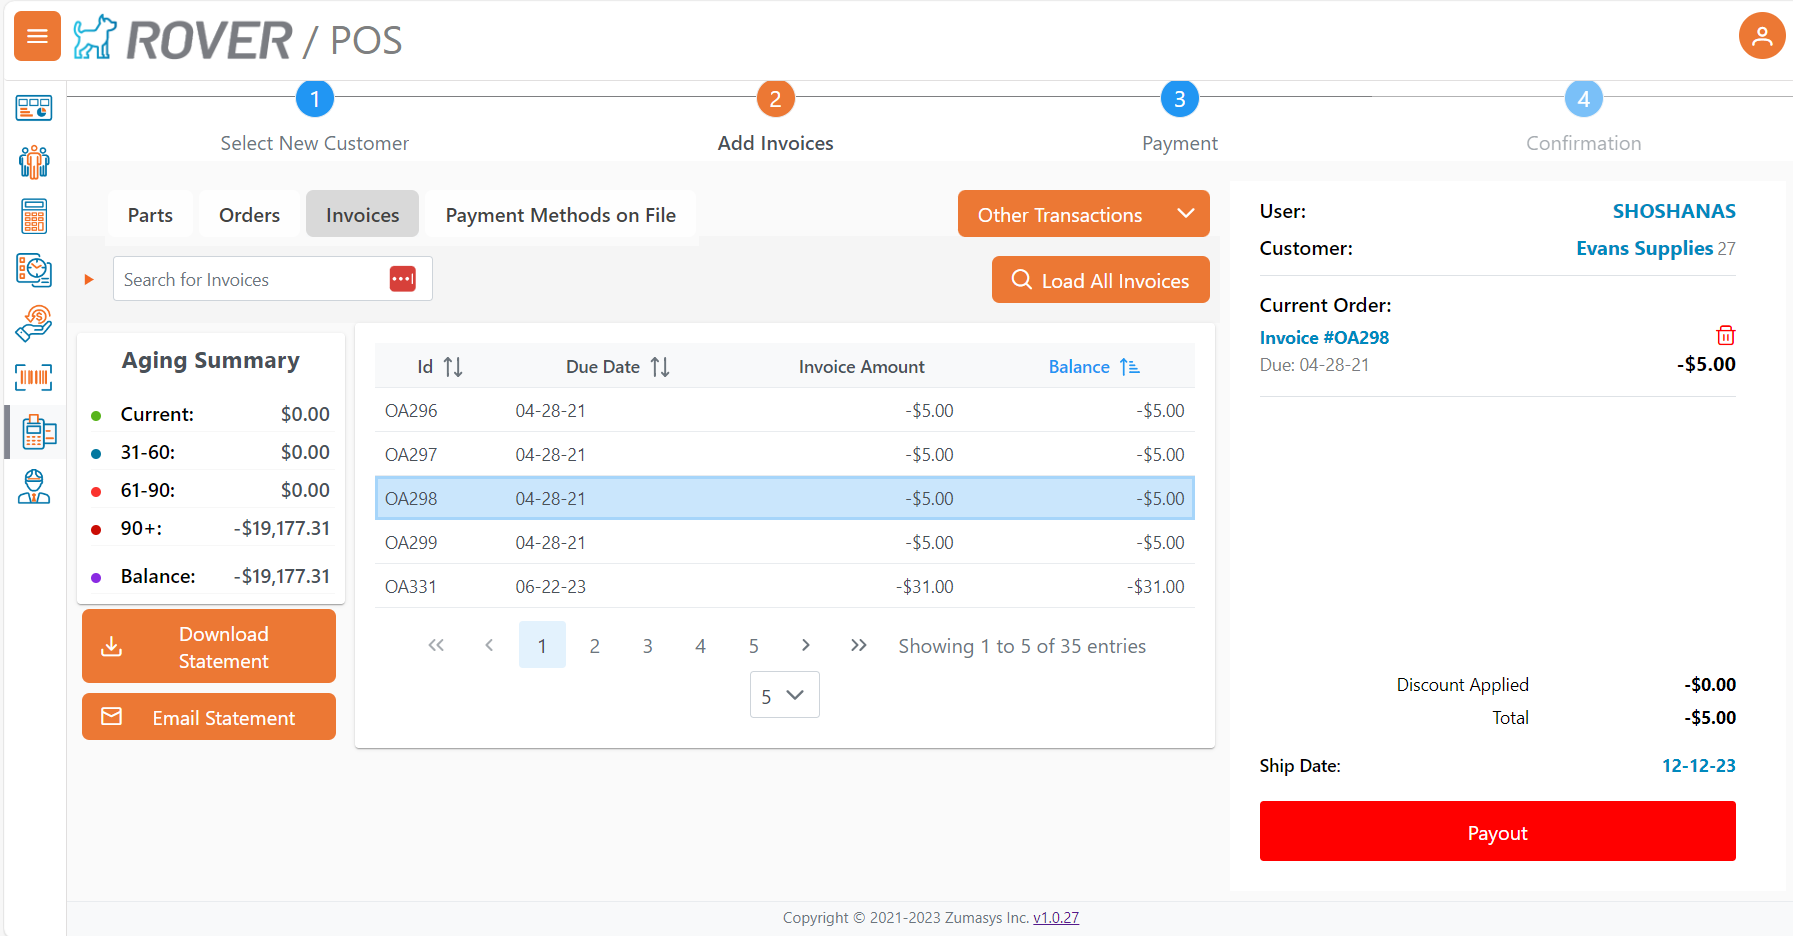 ROVER / POS
1 2 3 4
Select New Customer Add Invoices Payment Confirmation
Parts Orders Invoices Payment Methods on File Other Transactions
Search for Invoices Load All Invoices
Aging Summary
Current: $0.00
31-60: $0.00
61-90: $0.00
90+: -$19,177.31
Balance: -$19,177.31
Download
Statement
Email Statement
Id Due Date Invoice Amount Balance
OA296 04-28-21 -$5.00 -$5.00
OA297 04-28-21 -$5.00 -$5.00
OA298 04-28-21 -$5.00 -$5.00
OA299 04-28-21 -$5.00 -$5.00
OA331 06-22-23 -$31.00 -$31.00
1 2 3 4 5 Showing 1 to 5 of 35 entries
5
User: SHOSHANAS
Customer: Evans Supplies 27
Current Order:
Invoice #OA298
Due: 04-28-21 -$5.00
Discount Applied -$0.00
Total -$5.00
Ship Date: 12-12-23
Payout
Copyright © 2021-2023 Zumasys Inc. v1.0.27